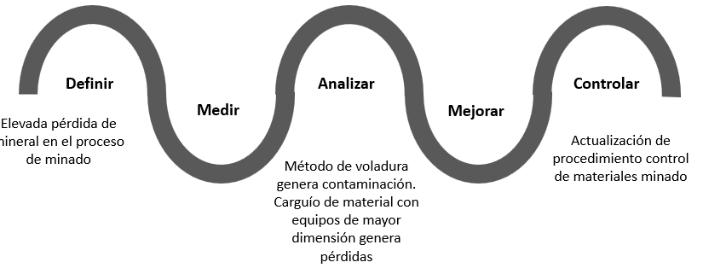 Definir
Elevada pérdida de
mineral en el proceso
de minado
Medir
Analizar
Método de voladura
genera contaminación.
Carguío de material con
equipos de mayor
dimensión genera
pérdidas
Mejorar
Controlar
Actualización de
procedimiento control
de materiales minado